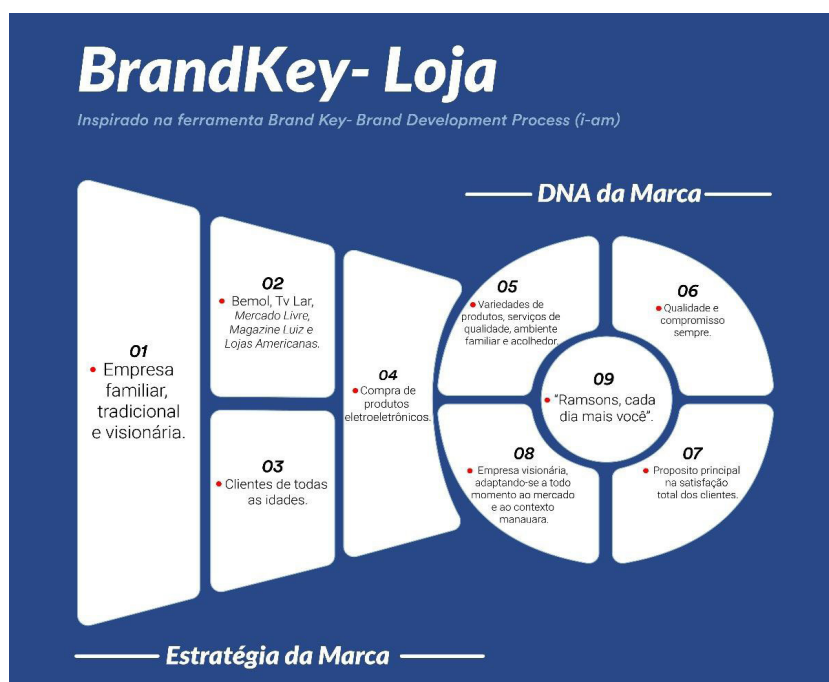 BrandKey- Loja
Inspirado na ferramenta Brand Key- Brand Development Process (i-am)
DNA da Marca
01
• Empresa
familiar,
tradicional
e visionária.
02
• Bemol, Tv Lar,
Mercado Livre,
Magazine Luiz e
Lojas Americanas.
03
• Clientes de todas
as idades.
04
• Compra de
produtos
eletroeletrônicos.
05
• Variedades de
produtos, serviços de
qualidade, ambiente
familiar e acolhedor.
06
• Qualidade e
compromisso
sempre.
09
• "Ramsons, cada
dia mais você".
08
• Empresa visionária,
adaptando-se a todo
momento ao mercado
e ao contexto
manauara.
07
• Proposito principal
na satisfação
total dos clientes.
Estratégia da Marca